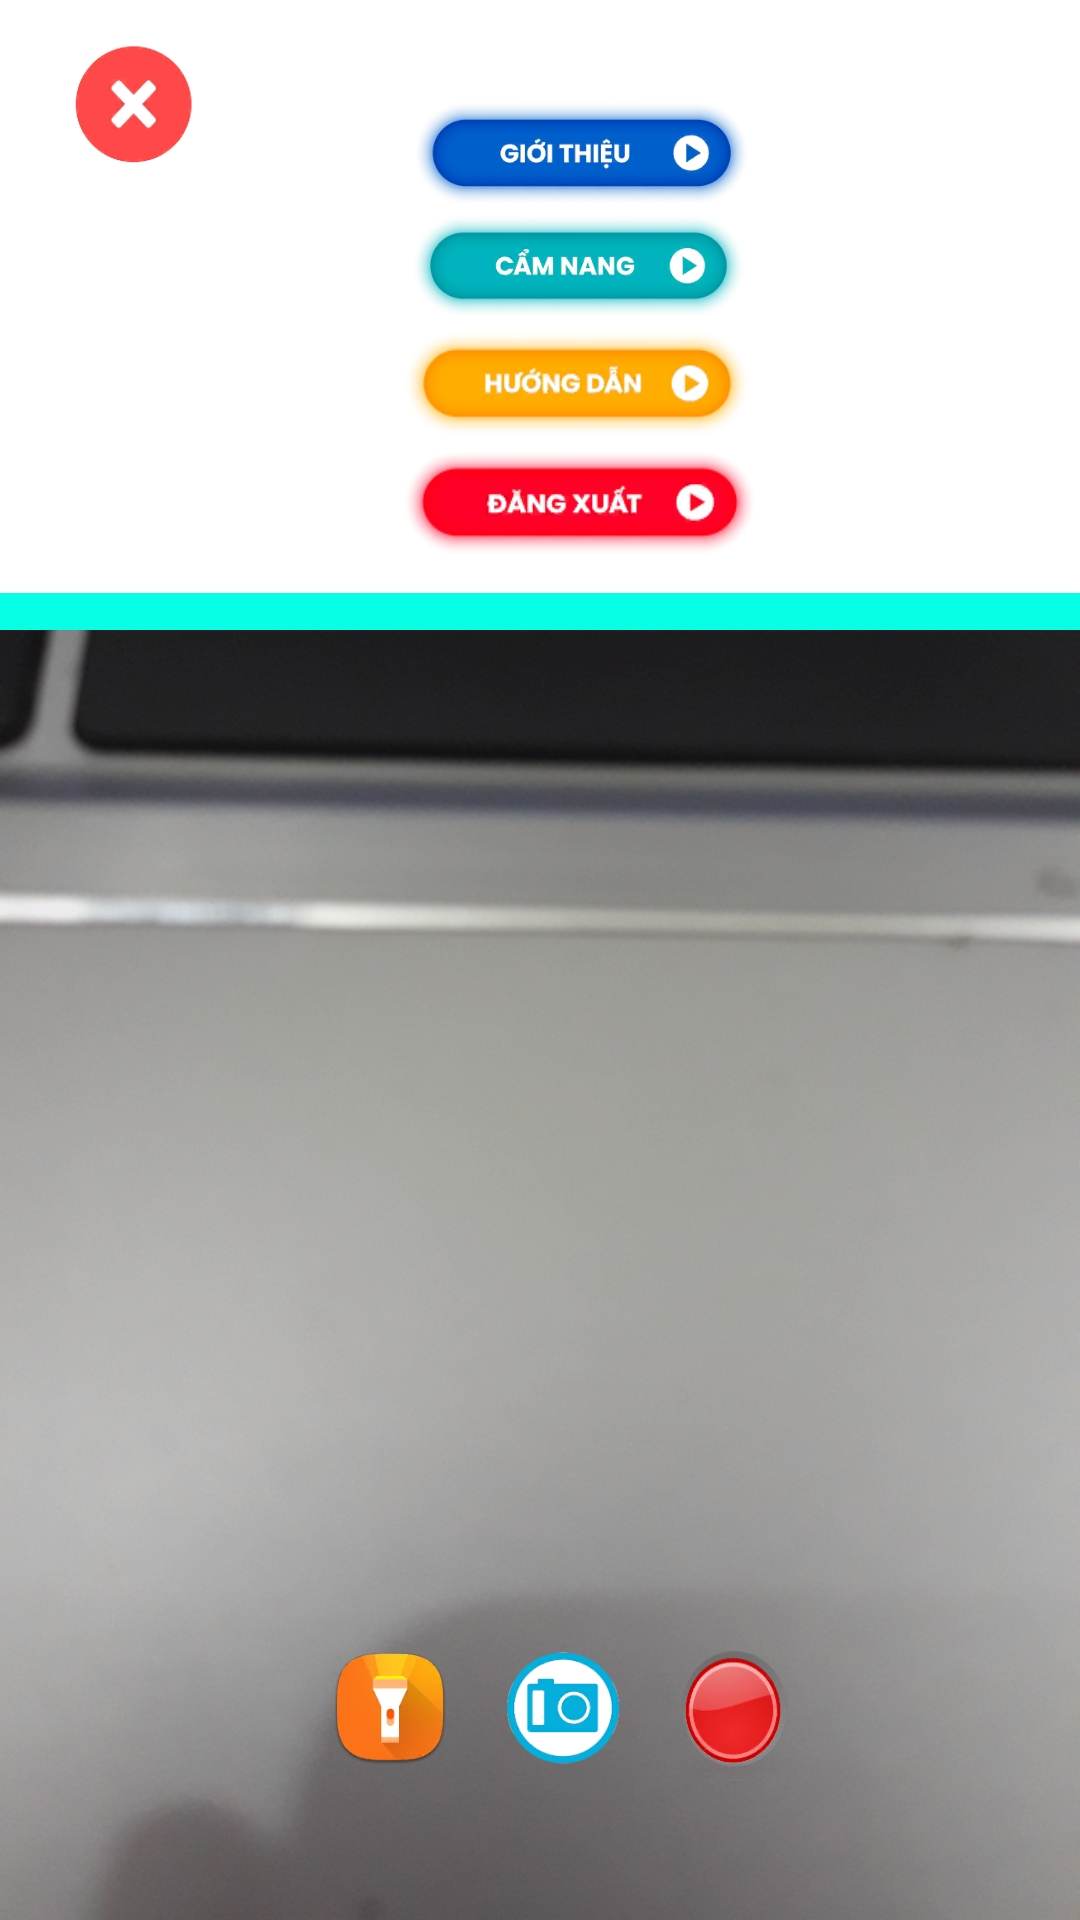 GIỚI THIỆU
CẨM NANG
HƯỚNG DẪN
ĐĂNG XUẤT